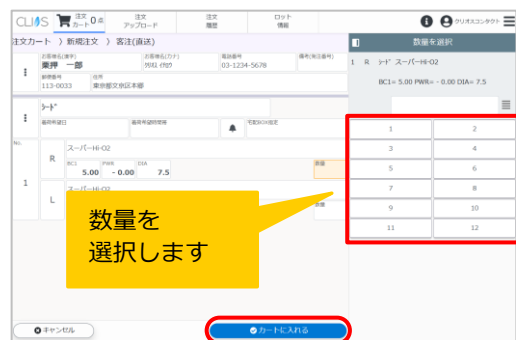 CLIAS 注文カート 0点 注文アップロード 注文履歴 ロット情報 クリオスコンタクト
注文カート 〉新規注文 〉客注(直送)
数量を選択
お客様名(漢字) お客様名(カナ) 電話番号 備考(発注番号)
栗押 一郎 03-1234-5678
郵便番号 住所
113-0033 東京都文京区本郷
1 R シード スーパーHi-O2
BC1= 5.00 PWR= - 0.00 DIA= 7.5
シード
着荷希望日 着荷希望時間帯 宅配BOX指定
No.
1
R スーパーHi-O2
BC1 PWR DIA 数量
5.00 - 0.00 7.5
L スーパーHi-O2
数量
数量を
選択します
1 2
3 4
5 6
7 8
9 10
11 12
キャンセル カートに入れる